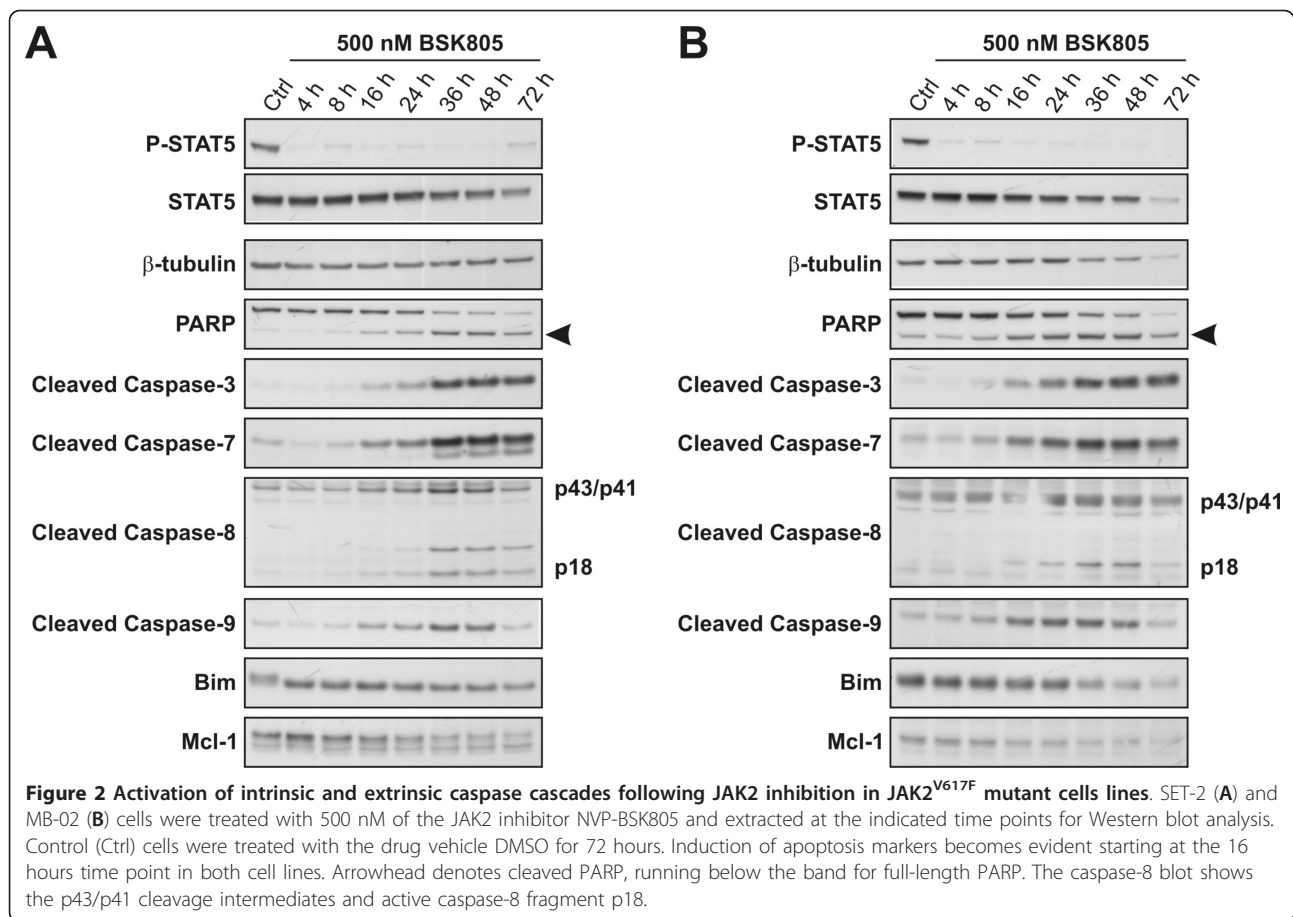 A
500 nM BSK805
Ctrl 4 h 8 h 16 h 24 h 36 h 48 h 72 h
P-STAT5
STAT5
β-tubulin
PARP
Cleaved Caspase-3
Cleaved Caspase-7
p43/p41
Cleaved Caspase-8
p18
Cleaved Caspase-9
Bim
Mcl-1
B
500 nM BSK805
Ctrl 4 h 8 h 16 h 24 h 36 h 48 h 72 h
P-STAT5
STAT5
β-tubulin
PARP
Cleaved Caspase-3
Cleaved Caspase-7
p43/p41
Cleaved Caspase-8
p18
Cleaved Caspase-9
Bim
Mcl-1
Figure 2 Activation of intrinsic and extrinsic caspase cascades following JAK2 inhibition in JAK2^V617F mutant cells lines. SET-2 (A) and
MB-02 (B) cells were treated with 500 nM of the JAK2 inhibitor NVP-BSK805 and extracted at the indicated time points for Western blot analysis.
Control (Ctrl) cells were treated with the drug vehicle DMSO for 72 hours. Induction of apoptosis markers becomes evident starting at the 16
hours time point in both cell lines. Arrowhead denotes cleaved PARP, running below the band for full-length PARP. The caspase-8 blot shows
the p43/p41 cleavage intermediates and active caspase-8 fragment p18.